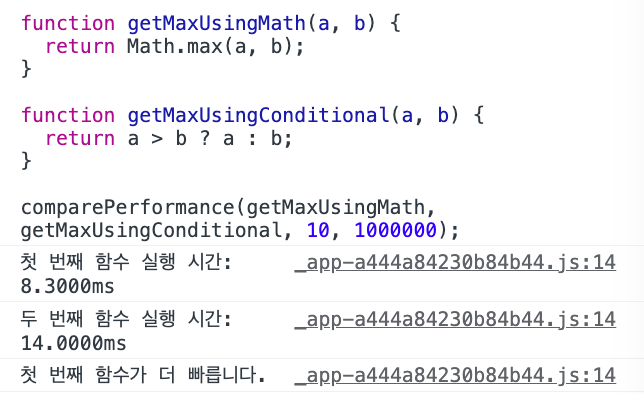 function getMaxUsingMath(a, b) {
  return Math.max(a, b);
}

function getMaxUsingConditional(a, b) {
  return a > b ? a : b;
}

comparePerformance(getMaxUsingMath,
getMaxUsingConditional, 10, 1000000);
첫 번째 함수 실행 시간: _app-a444a84230b84b44.js:14
8.3000ms
두 번째 함수 실행 시간: _app-a444a84230b84b44.js:14
14.0000ms
첫 번째 함수가 더 빠릅니다. _app-a444a84230b84b44.js:14